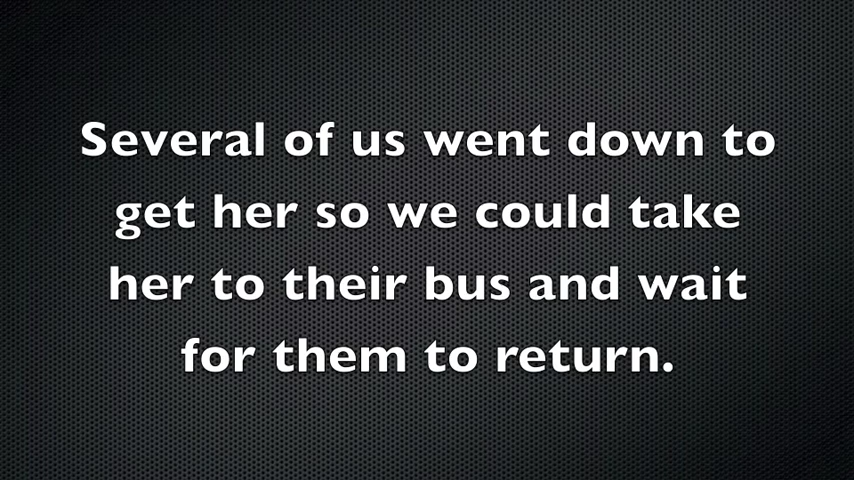 Several of us went down to
get her so we could take
her to their bus and wait
for them to return.